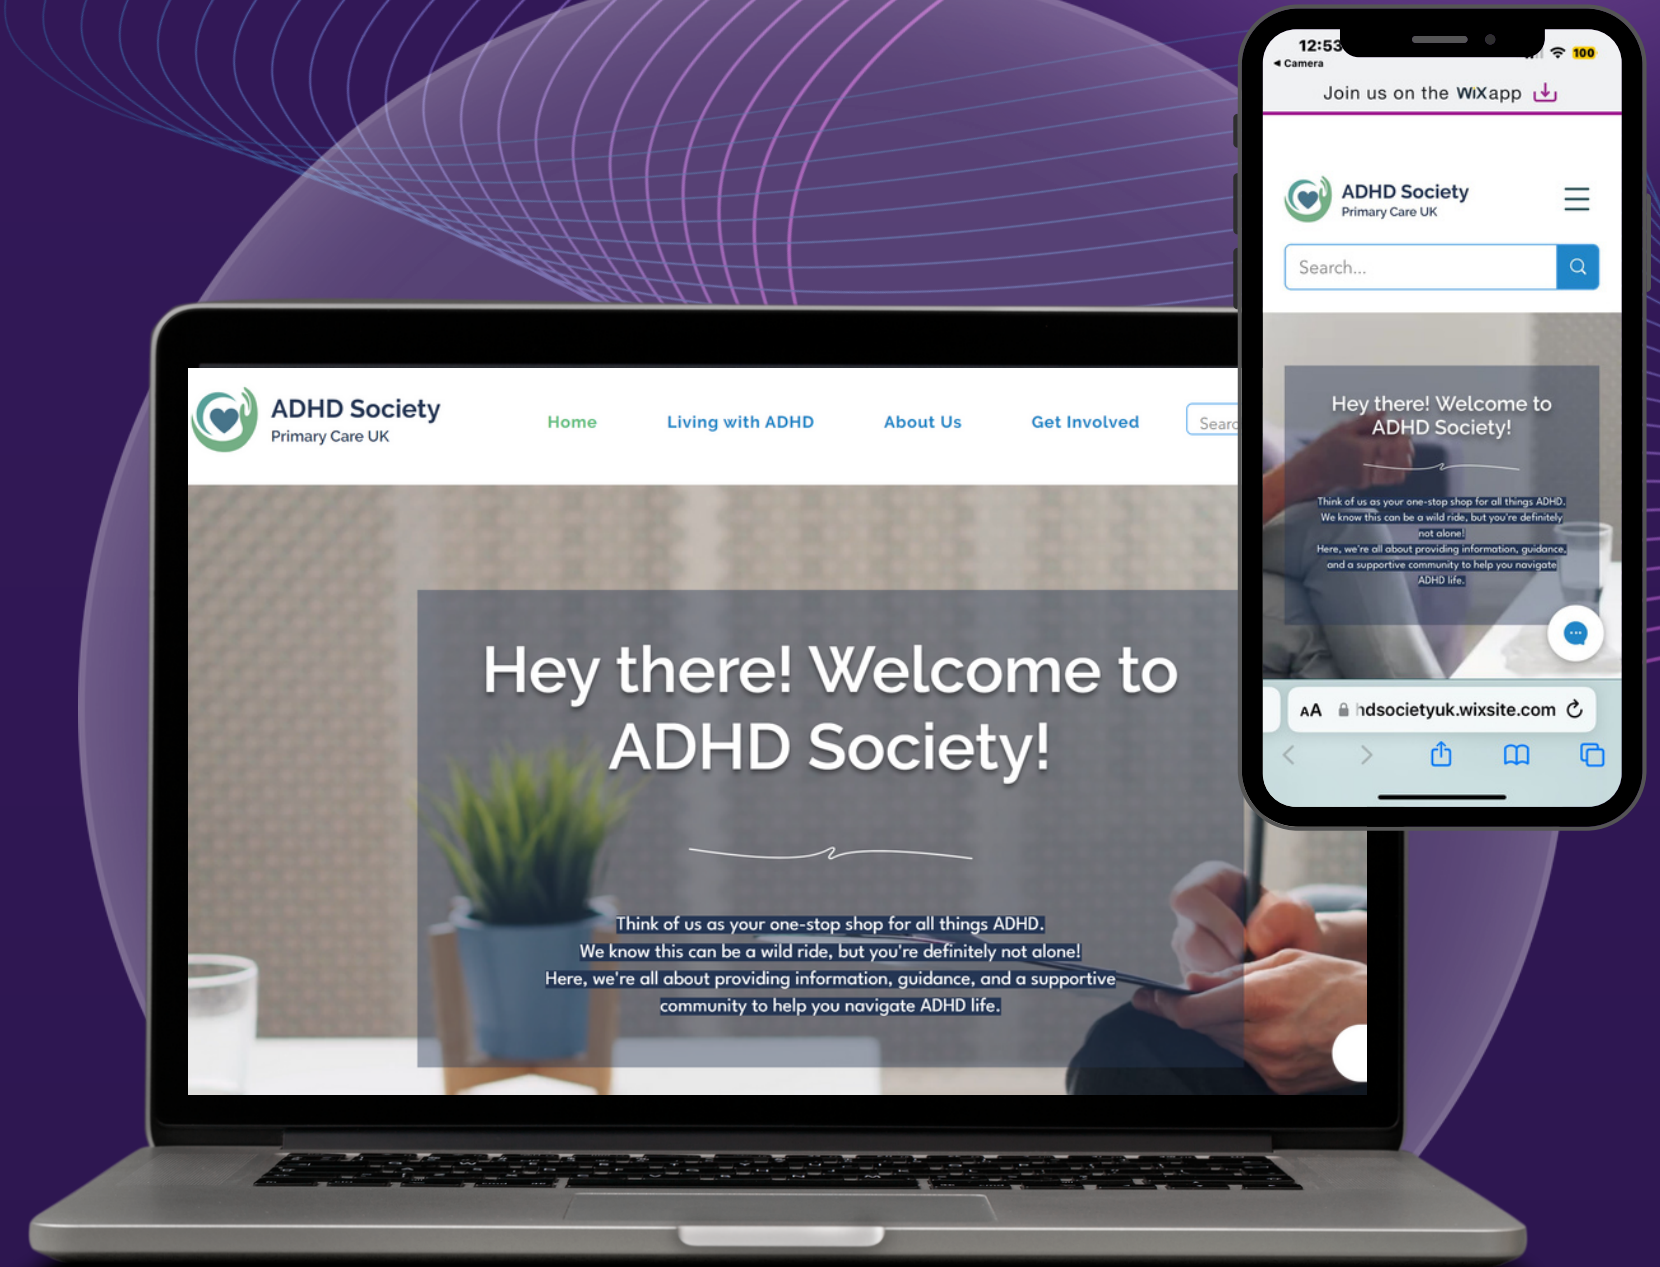 ADHD Society
Primary Care UK
Home
Living with ADHD
About Us
Get Involved
Hey there! Welcome to
ADHD Society!
Think of us as your one-stop shop for all things ADHD.
We know this can be a wild ride, but you're definitely not alone!
Here, we're all about providing information, guidance, and a supportive
community to help you navigate ADHD life.
12:53
100
◄ Camera
Join us on the WiX app
ADHD Society
Primary Care UK
Search...
Hey there! Welcome to
ADHD Society!
Think of us as your one-stop shop for all things ADHD.
We know this can be a wild ride, but you're definitely
not alone!
Here, we're all about providing information, guidance,
and a supportive community to help you navigate
ADHD life.
AA hdsocietyuk.wixsite.com